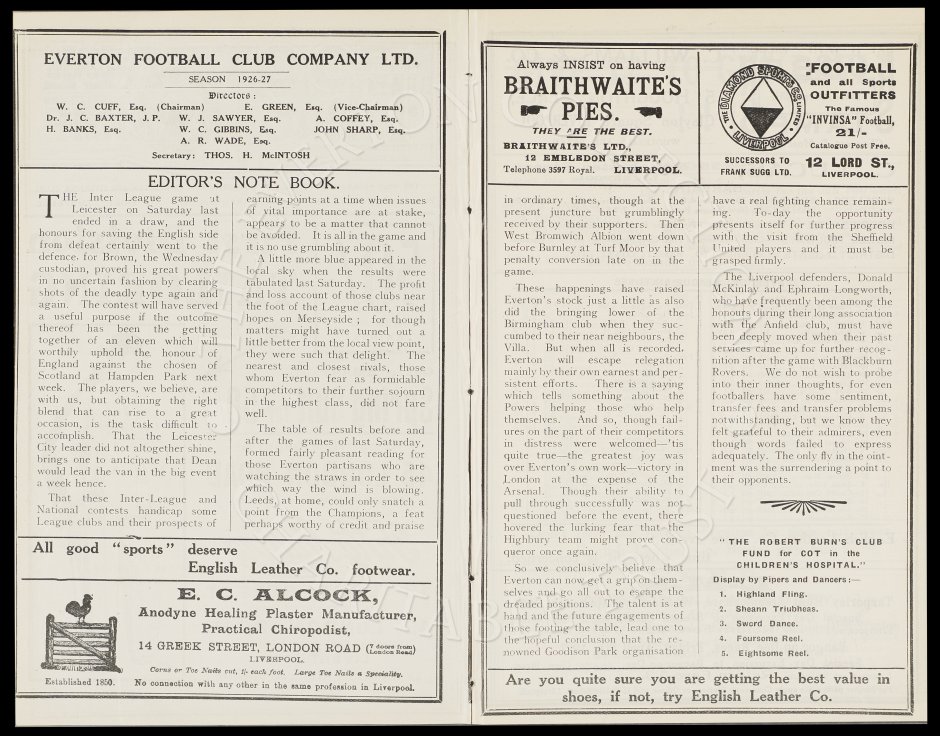 EVERTON FOOTBALL CLUB COMPANY LTD.
SEASON 1926-27
Directors:
W. C. CUFF, Esq. (Chairman) E. GREEN, Esq. (Vice-Chairman)
Dr. J. C. BAXTER, J. P. W. J. SAWYER, Esq. A. COFFEY, Esq.
H. BANKS, Esq. W. C. GIBBINS, Esq. JOHN SHARP, Esq.
A. R. WADE, Esq.
Secretary: THOS. H. McINTOSH
EDITOR'S NOTE BOOK.
THE Inter League game at
Leicester on Saturday last
ended in a draw, and the
honours for saving the English side
from defeat certainly went to the
defence, for Brown, the Wednesday
custodian, proved his great powers
in no uncertain fashion by clearing
shots of the deadly type again and
again. The contest will have served
a useful purpose if the outcome
thereof has been the getting
together of an eleven which will
worthily uphold the honour of
England against the chosen of
Scotland at Hampden Park next
week. The players, we believe, are
with us, but obtaining the right
blend that can rise to a great
occasion, is the task difficult to
accomplish. That the Leicester
City leader did not altogether shine,
brings one to anticipate that Dean
would lead the van in the big event
a week hence.
That these Inter-League and
National contests handicap some
League clubs and their prospects of
earning points at a time when issues
of vital importance are at stake,
appears to be a matter that cannot
be avoided. It is all in the game and
it is no use grumbling about it.
A little more blue appeared in the
local sky when the results were
tabulated last Saturday. The profit
and loss account of those clubs near
the foot of the League chart, raised
hopes on Merseyside; for though
matters might have turned out a
little better from the local view point,
they were such that delight. The
nearest and closest rivals, those
whom Everton fear as formidable
competitors to their further sojourn
in the highest class, did not fare
well.
The table of results before and
after the games of last Saturday,
formed fairly pleasant reading for
those Everton partisans who are
watching the straws in order to see
which way the wind is blowing.
Leeds, at home, could only snatch a
point from the Champions, a feat
perhaps worthy of credit and praise
All good "sports" deserve
English Leather Co. footwear.
E. C. ALCOCK,
Anodyne Healing Plaster Manufacturer,
Practical Chiropodist,
14 GREEK STREET, LONDON ROAD (7 doors from London Road)
LIVERPOOL.
Corns or Toe Nails cut, 1/- each foot. Large Toe Nails a Speciality.
Established 1850. No connection with any other in the same profession in Liverpool.
Always INSIST on having
BRAITHWAITE'S
PIES.
THEY ARE THE BEST.
BRAITHWAITE'S LTD.,
12 EMBLEDON STREET,
Telephone 3597 Royal. LIVERPOOL.
THE DIAMOND SPORTS CO. LIMITED
LIVERPOOL
SUCCESSORS TO
FRANK SUGG LTD.
FOOTBALL
and all Sports
OUTFITTERS
The Famous
"INVINSA" Football,
21/-
Catalogue Post Free.
12 LORD ST.,
LIVERPOOL.
in ordinary times, though at the
present juncture but grumblingly
received by their supporters. Then
West Bromwich Albion went down
before Burnley at Turf Moor by that
penalty conversion late on in the
game.
These happenings have raised
Everton's stock just a little as also
did the bringing lower of the
Birmingham club when they suc-
cumbed to their near neighbours, the
Villa. But when all is recorded,
Everton will escape relegation
mainly by their own earnest and per-
sistent efforts. There is a saying
which tells something about the
Powers helping those who help
themselves. And so, though fail-
ures on the part of their competitors
in distress were welcomed—'tis
quite true—the greatest joy was
over Everton's own work—victory in
London at the expense of the
Arsenal. Though their ability to
pull through successfully was not
questioned before the event, there
hovered the lurking fear that the
Highbury team might prove con-
queror once again.
So we conclusively believe that
Everton can now get a grip on them-
selves and go all out to escape the
dreaded positions. The talent is at
hand and the future engagements of
those footing the table, lead one to
the hopeful conclusion that the re-
nowned Goodison Park organisation
have a real fighting chance remain-
ing. To-day the opportunity
presents itself for further progress
with the visit from the Sheffield
United players and it must be
grasped firmly.
The Liverpool defenders, Donald
McKinlay and Ephraim Longworth,
who have frequently been among the
honours during their long association
with the Anfield club, must have
been deeply moved when their past
services came up for further recog-
nition after the game with Blackburn
Rovers. We do not wish to probe
into their inner thoughts, for even
footballers have some sentiment,
transfer fees and transfer problems
notwithstanding, but we know they
felt grateful to their admirers, even
though words failed to express
adequately. The only fly in the oint-
ment was the surrendering a point to
their opponents.
"THE ROBERT BURN'S CLUB
FUND for COT in the
CHILDREN'S HOSPITAL."
Display by Pipers and Dancers:—
1. Highland Fling.
2. Sheann Triubheas.
3. Sword Dance.
4. Foursome Reel.
5. Eightsome Reel.
Are you quite sure you are getting the best value in
shoes, if not, try English Leather Co.